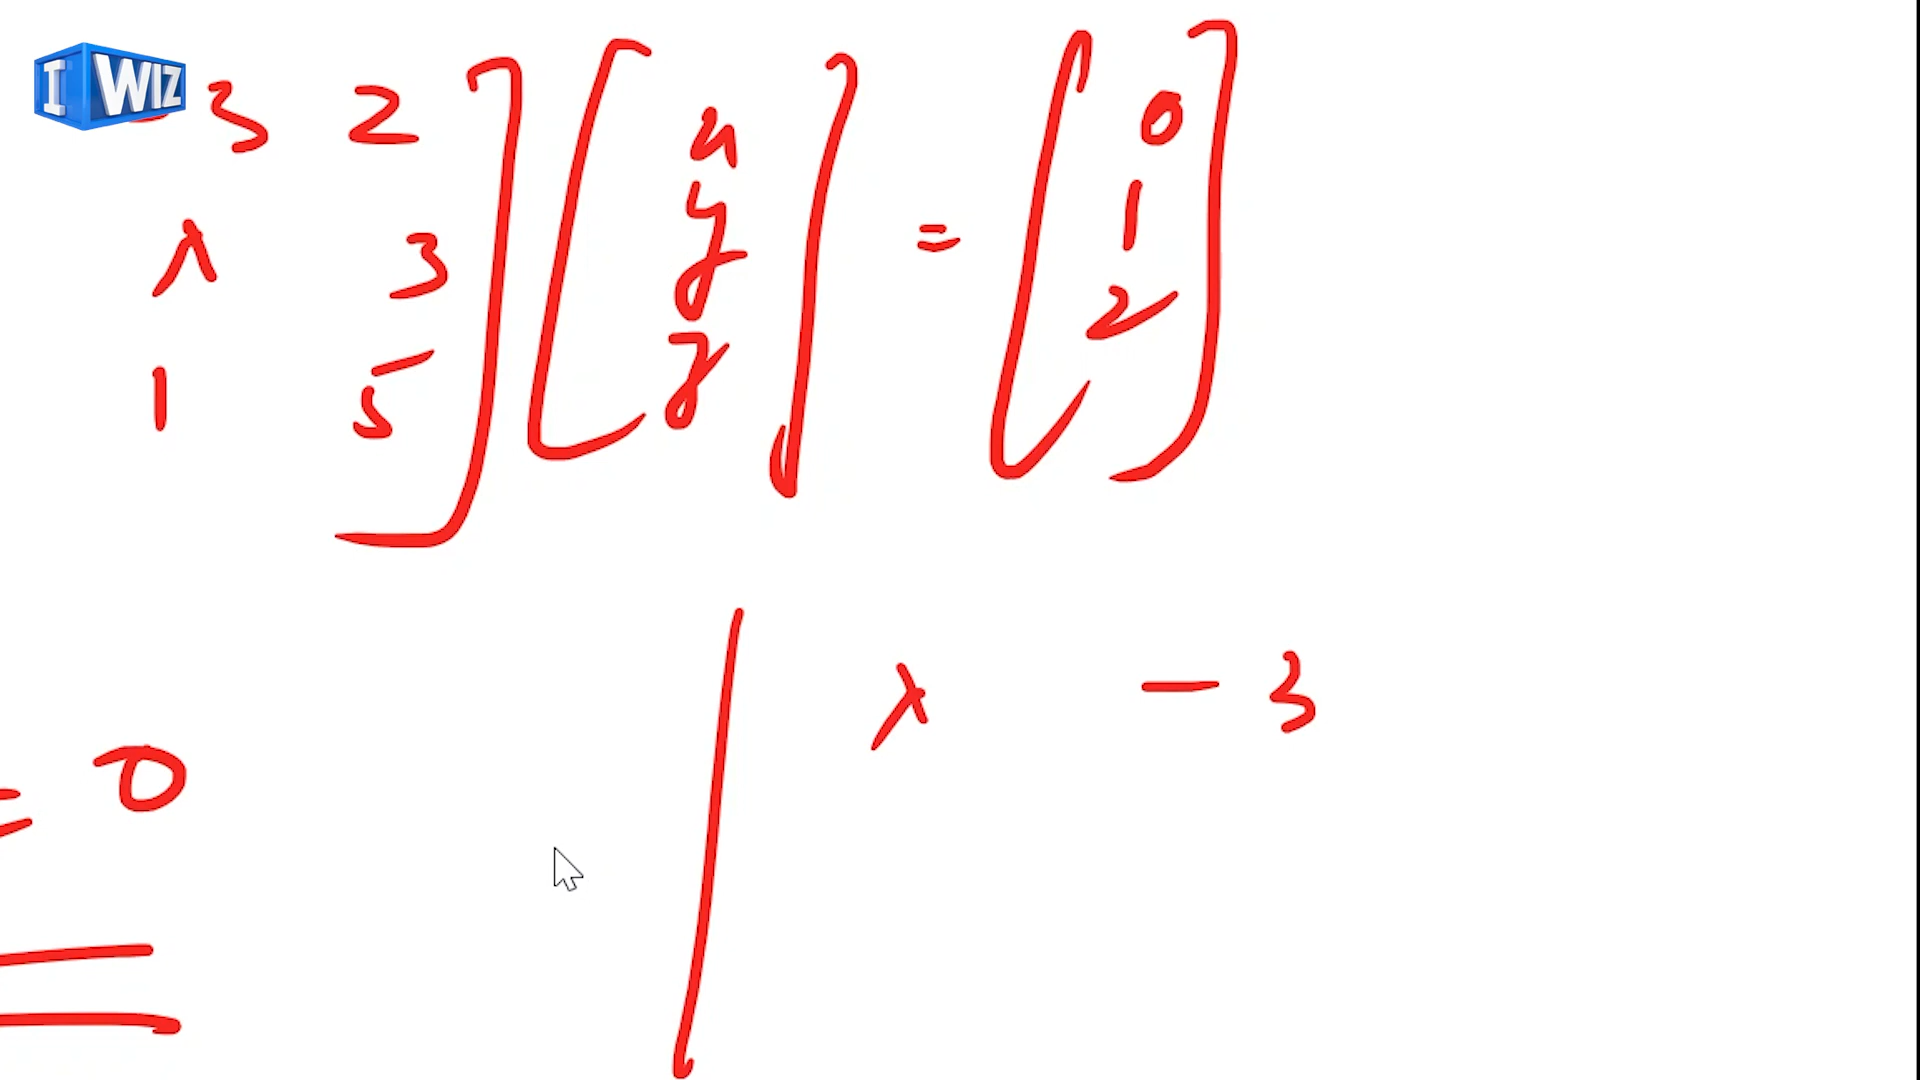 I WIZ
- 3 2 ] [ x ] = [ 0 ]
λ 3 y 1
1 5 z 2
| λ - 3
= 0